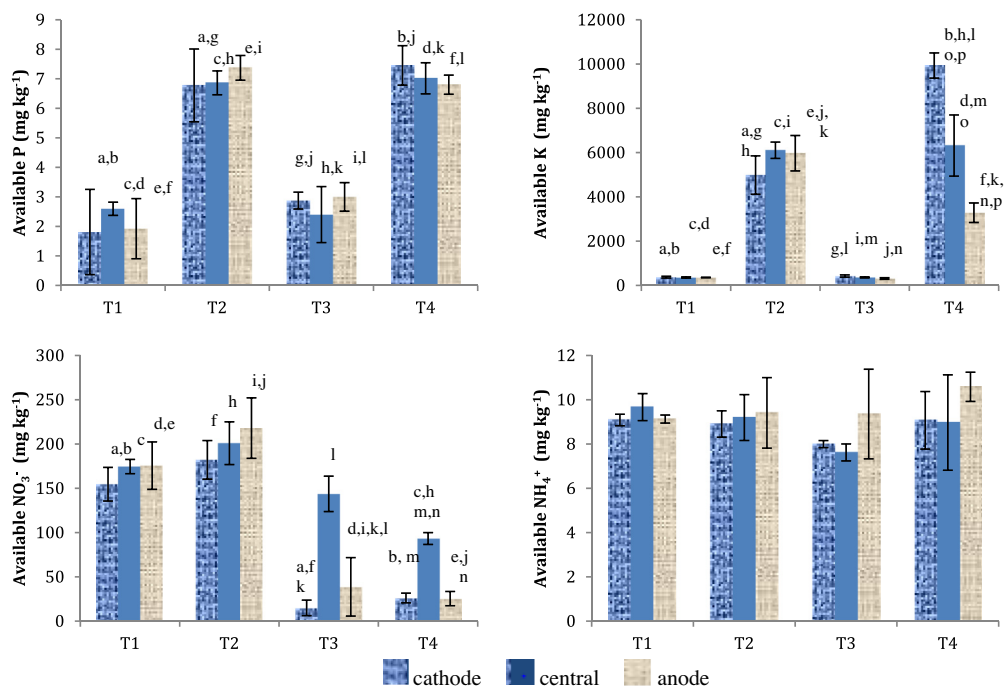 Available P (mg kg⁻¹)
9
8
7
6
5
4
3
2
1
0
a,b
c,d
e,f
a,g
c,h
e,i
g,j
h,k
i,l
b,j
d,k
f,l
T1
T2
T3
T4
Available K (mg kg⁻¹)
12000
10000
8000
6000
4000
2000
0
a,b
c,d
e,f
a,g
h
c,i
e,j,
k
g,l
i,m
j,n
b,h,l
o,p
d,m
o
f,k,
n,p
T1
T2
T3
T4
Available NO₃⁻ (mg kg⁻¹)
300
250
200
150
100
50
0
a,b
c
d,e
f
h
i,j
a,f
k
l
d,i,k,l
b, m
c,h
m,n
e,j
n
T1
T2
T3
T4
Available NH₄⁺ (mg kg⁻¹)
12
10
8
6
4
2
0
T1
T2
T3
T4
cathode
central
anode